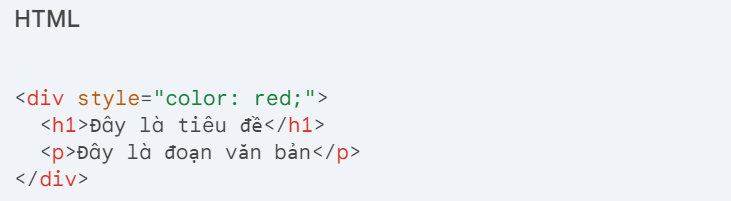 HTML
<div style="color: red;">
<h1>Đây là tiêu đề</h1>
<p>Đây là đoạn văn bản</p>
</div>